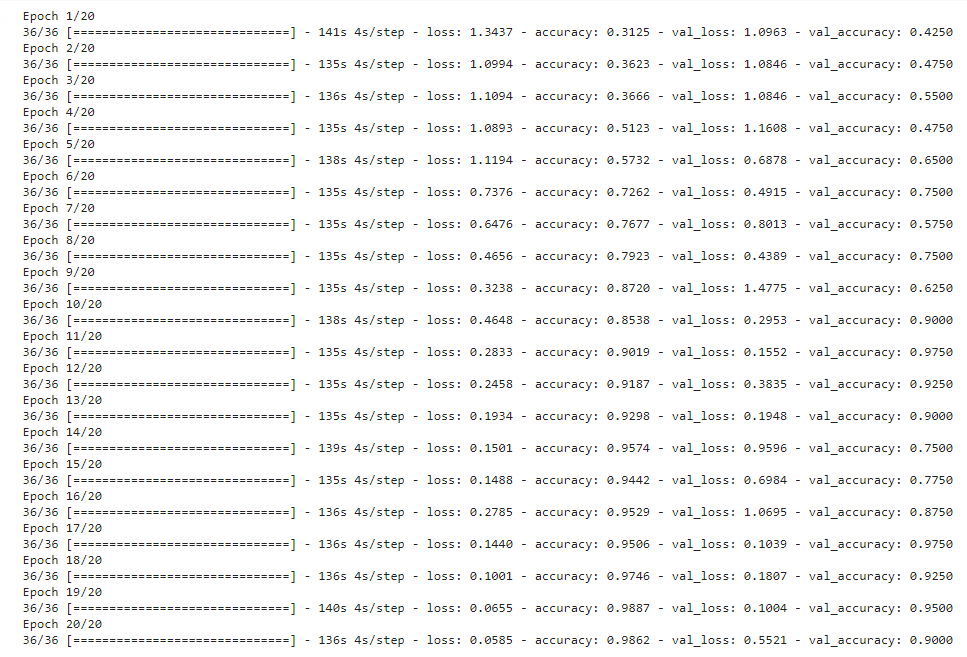 Epoch 1/20
36/36 [==============================] - 141s 4s/step - loss: 1.3437 - accuracy: 0.3125 - val_loss: 1.0963 - val_accuracy: 0.4250
Epoch 2/20
36/36 [==============================] - 135s 4s/step - loss: 1.0994 - accuracy: 0.3623 - val_loss: 1.0846 - val_accuracy: 0.4750
Epoch 3/20
36/36 [==============================] - 136s 4s/step - loss: 1.1094 - accuracy: 0.3666 - val_loss: 1.0846 - val_accuracy: 0.5500
Epoch 4/20
36/36 [==============================] - 135s 4s/step - loss: 1.0893 - accuracy: 0.5123 - val_loss: 1.1608 - val_accuracy: 0.4750
Epoch 5/20
36/36 [==============================] - 138s 4s/step - loss: 1.1194 - accuracy: 0.5732 - val_loss: 0.6878 - val_accuracy: 0.6500
Epoch 6/20
36/36 [==============================] - 135s 4s/step - loss: 0.7376 - accuracy: 0.7262 - val_loss: 0.4915 - val_accuracy: 0.7500
Epoch 7/20
36/36 [==============================] - 135s 4s/step - loss: 0.6476 - accuracy: 0.7677 - val_loss: 0.8013 - val_accuracy: 0.5750
Epoch 8/20
36/36 [==============================] - 135s 4s/step - loss: 0.4656 - accuracy: 0.7923 - val_loss: 0.4389 - val_accuracy: 0.7500
Epoch 9/20
36/36 [==============================] - 135s 4s/step - loss: 0.3238 - accuracy: 0.8720 - val_loss: 1.4775 - val_accuracy: 0.6250
Epoch 10/20
36/36 [==============================] - 138s 4s/step - loss: 0.4648 - accuracy: 0.8538 - val_loss: 0.2953 - val_accuracy: 0.9000
Epoch 11/20
36/36 [==============================] - 135s 4s/step - loss: 0.2833 - accuracy: 0.9019 - val_loss: 0.1552 - val_accuracy: 0.9750
Epoch 12/20
36/36 [==============================] - 135s 4s/step - loss: 0.2458 - accuracy: 0.9187 - val_loss: 0.3835 - val_accuracy: 0.9250
Epoch 13/20
36/36 [==============================] - 135s 4s/step - loss: 0.1934 - accuracy: 0.9298 - val_loss: 0.1948 - val_accuracy: 0.9000
Epoch 14/20
36/36 [==============================] - 139s 4s/step - loss: 0.1501 - accuracy: 0.9574 - val_loss: 0.9596 - val_accuracy: 0.7500
Epoch 15/20
36/36 [==============================] - 135s 4s/step - loss: 0.1488 - accuracy: 0.9442 - val_loss: 0.6984 - val_accuracy: 0.7750
Epoch 16/20
36/36 [==============================] - 136s 4s/step - loss: 0.2785 - accuracy: 0.9529 - val_loss: 1.0695 - val_accuracy: 0.8750
Epoch 17/20
36/36 [==============================] - 136s 4s/step - loss: 0.1440 - accuracy: 0.9506 - val_loss: 0.1039 - val_accuracy: 0.9750
Epoch 18/20
36/36 [==============================] - 136s 4s/step - loss: 0.1001 - accuracy: 0.9746 - val_loss: 0.1807 - val_accuracy: 0.9250
Epoch 19/20
36/36 [==============================] - 140s 4s/step - loss: 0.0655 - accuracy: 0.9887 - val_loss: 0.1004 - val_accuracy: 0.9500
Epoch 20/20
36/36 [==============================] - 136s 4s/step - loss: 0.0585 - accuracy: 0.9862 - val_loss: 0.5521 - val_accuracy: 0.9000